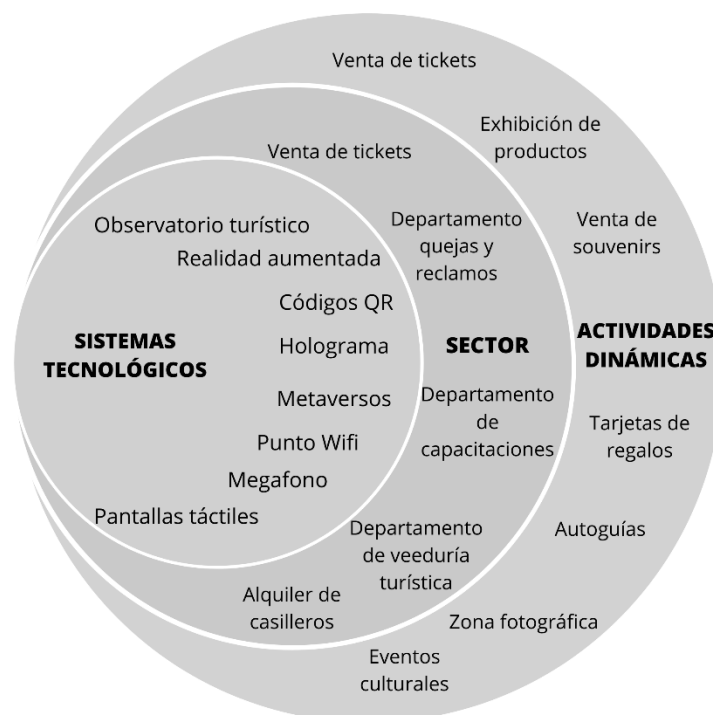 Venta de tickets
Exhibición de
productos
Venta de
souvenirs
ACTIVIDADES
DINÁMICAS
Tarjetas de
regalos
Autoguías
Zona fotográfica
Eventos
culturales
Venta de tickets
Departamento
quejas y
reclamos
SECTOR
Departamento
de
capacitaciones
Departamento
de veeduría
turística
Alquiler de
casilleros
Observatorio turístico
Realidad aumentada
Códigos QR
Holograma
SISTEMAS
TECNOLÓGICOS
Metaversos
Punto Wifi
Megafono
Pantallas táctiles